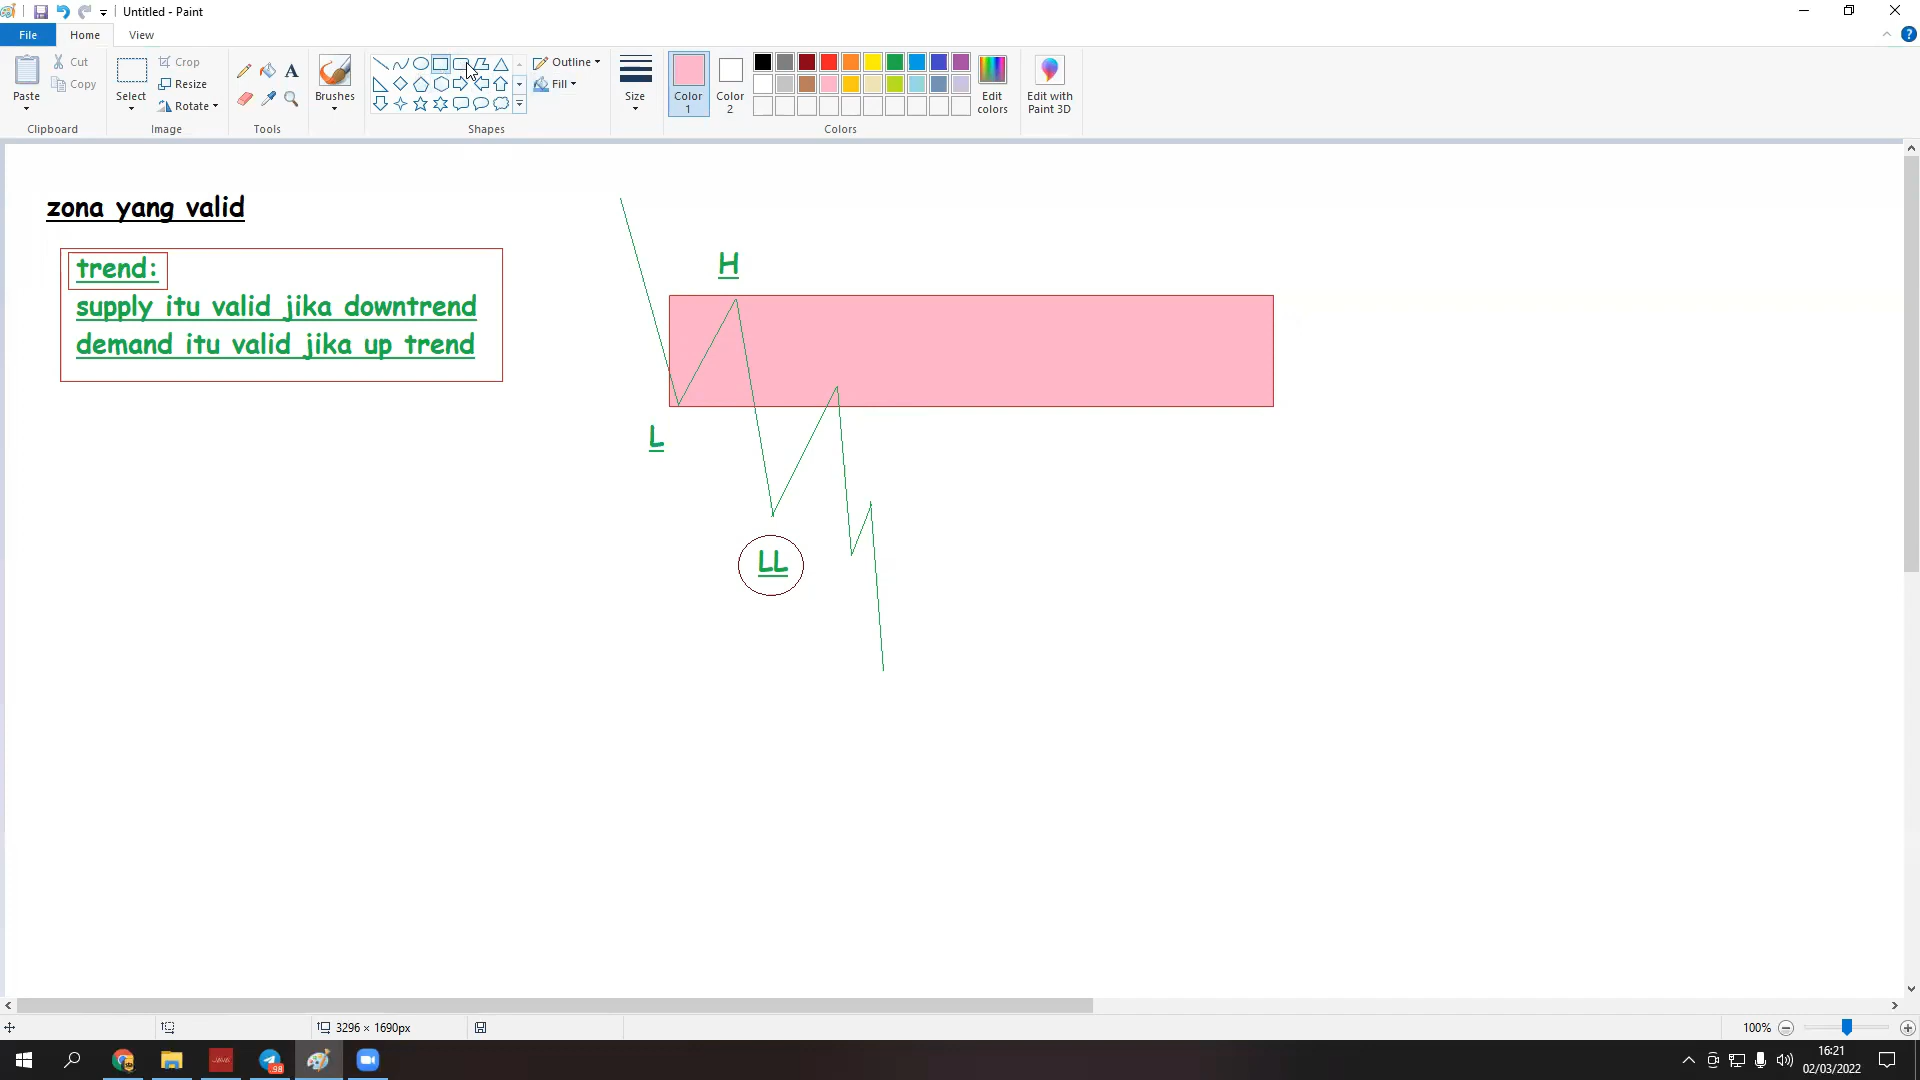 Untitled - Paint
File
Home
View
Paste
Cut
Copy
Clipboard
Select
Crop
Resize
Rotate
Image
Tools
Brushes
Shapes
Outline
Fill
Size
Color 1
Color 2
Colors
Edit colors
Edit with Paint 3D
zona yang valid
trend:
supply itu valid jika downtrend
demand itu valid jika up trend
H
L
LL
3296 × 1690px
100%
16:21
02/03/2022